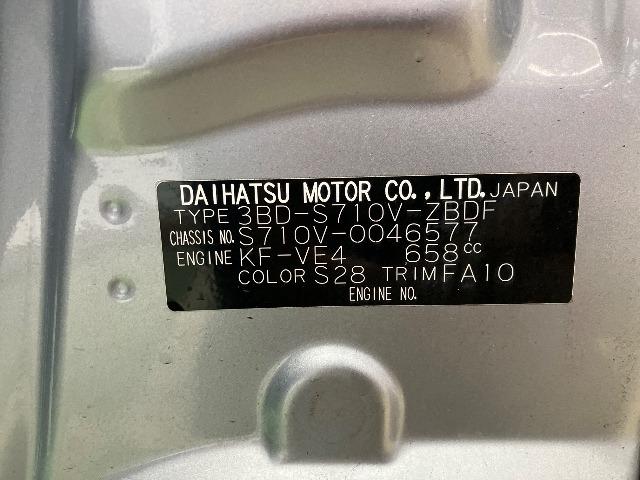 DAIHATSU MOTOR CO., LTD. JAPAN
TYPE 3BD-S710V-ZBDF
CHASSIS NO. S710V-0046577
ENGINE KF-VE4 658cc
COLOR S28 TRIM FA10
ENGINE NO.